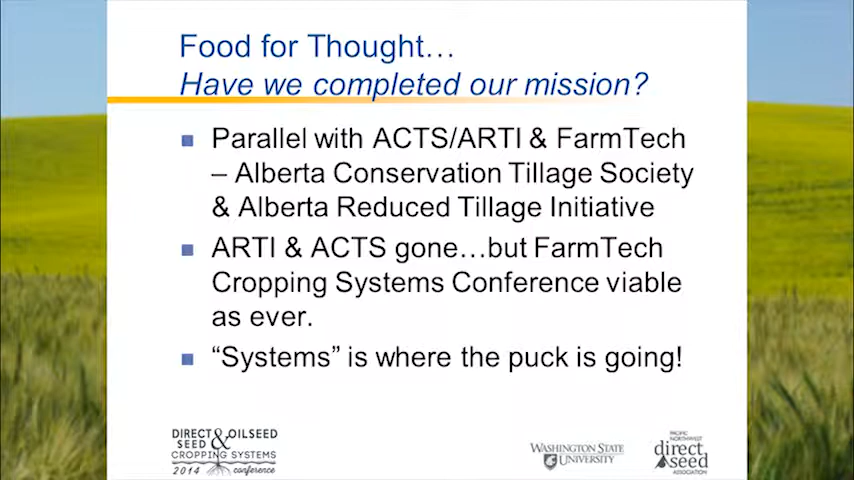 Food for Thought…
Have we completed our mission?
Parallel with ACTS/ARTI & FarmTech
– Alberta Conservation Tillage Society
& Alberta Reduced Tillage Initiative
ARTI & ACTS gone…but FarmTech
Cropping Systems Conference viable
as ever.
“Systems” is where the puck is going!
DIRECT & OILSEED
SEED
CROPPING SYSTEMS
2014 conference
WASHINGTON STATE
UNIVERSITY
PACIFIC
NORTHWEST
direct
seed
ASSOCIATION